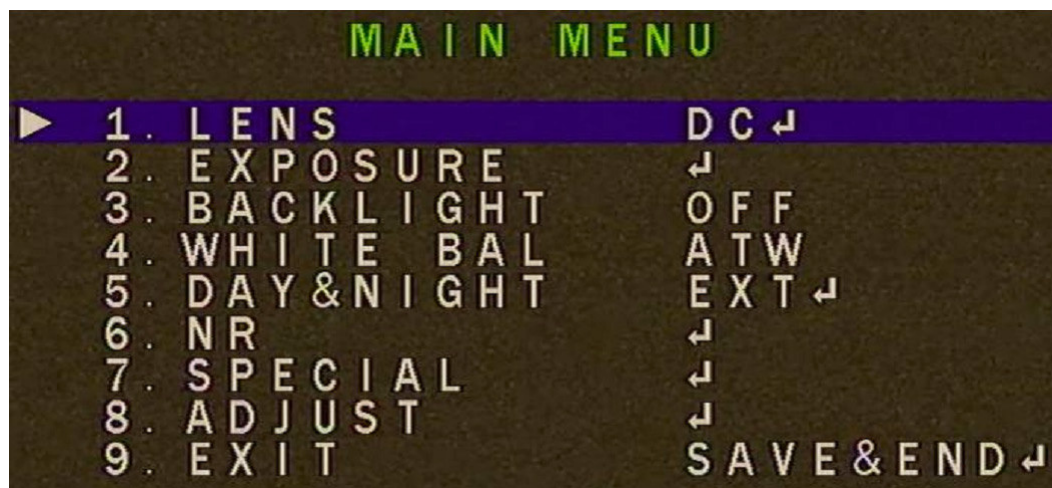 MAIN MENU
1. LENS DC↲
2. EXPOSURE ↲
3. BACKLIGHT OFF
4. WHITE BAL ATW
5. DAY&NIGHT EXT↲
6. NR ↲
7. SPECIAL ↲
8. ADJUST ↲
9. EXIT SAVE&END↲